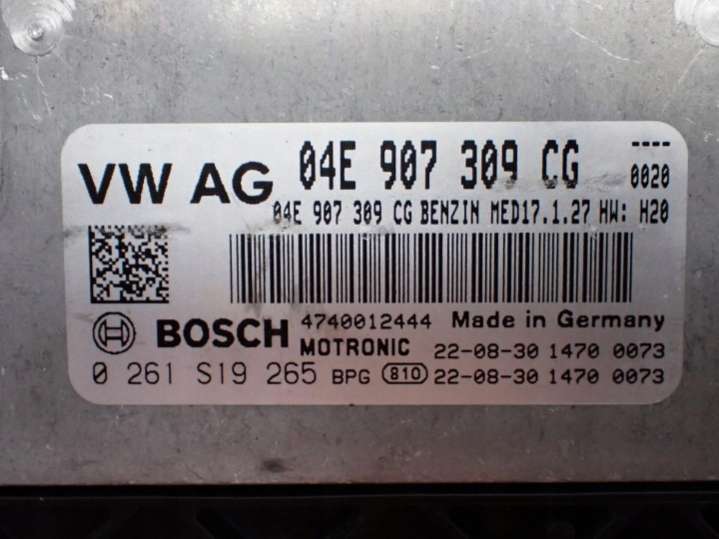 VW AG 04E 907 309 CG ----
0020
04E 907 309 CG BENZIN MED17.1.27 HW: H20
BOSCH 4740012444 Made in Germany
MOTRONIC 22-08-30 1470 0073
0 261 S19 265 BPG 810 22-08-30 1470 0073